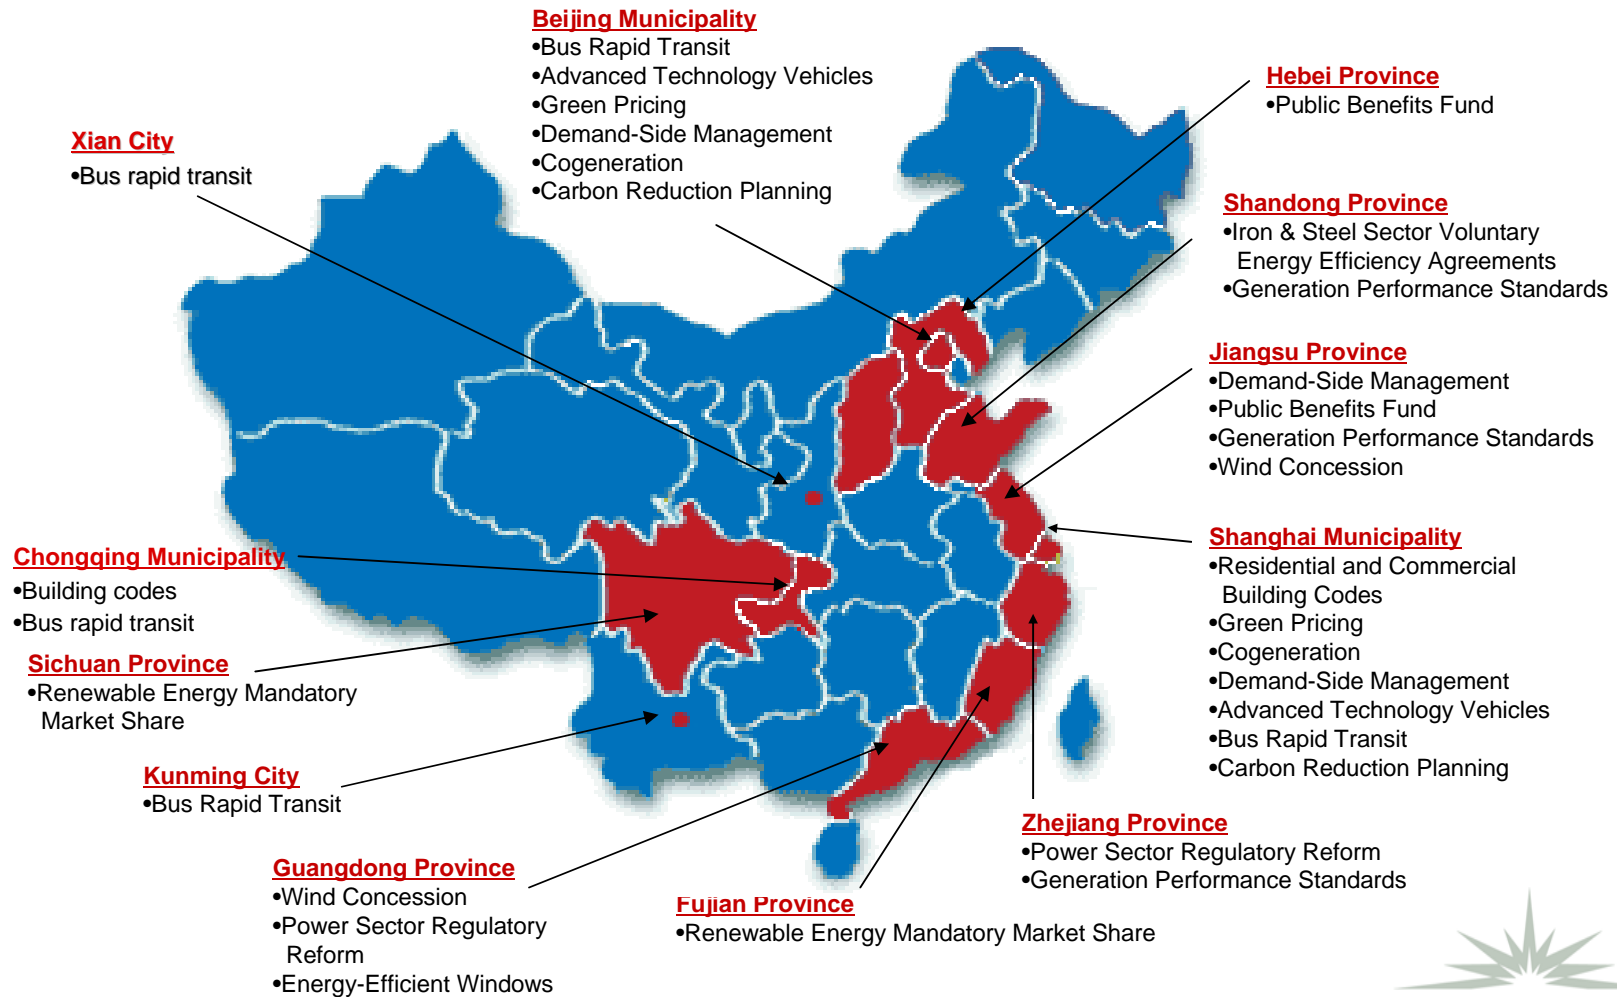 Beijing Municipality
•Bus Rapid Transit
•Advanced Technology Vehicles
•Green Pricing
•Demand-Side Management
•Cogeneration
•Carbon Reduction Planning
Hebei Province
•Public Benefits Fund
Xian City
•Bus rapid transit
Shandong Province
•Iron & Steel Sector Voluntary
Energy Efficiency Agreements
•Generation Performance Standards
Jiangsu Province
•Demand-Side Management
•Public Benefits Fund
•Generation Performance Standards
•Wind Concession
Shanghai Municipality
•Residential and Commercial
Building Codes
•Green Pricing
•Cogeneration
•Demand-Side Management
•Advanced Technology Vehicles
•Bus Rapid Transit
•Carbon Reduction Planning
Chongqing Municipality
•Building codes
•Bus rapid transit
Sichuan Province
•Renewable Energy Mandatory
Market Share
Kunming City
•Bus Rapid Transit
Guangdong Province
•Wind Concession
•Power Sector Regulatory
Reform
•Energy-Efficient Windows
Fujian Province
•Renewable Energy Mandatory Market Share
Zhejiang Province
•Power Sector Regulatory Reform
•Generation Performance Standards